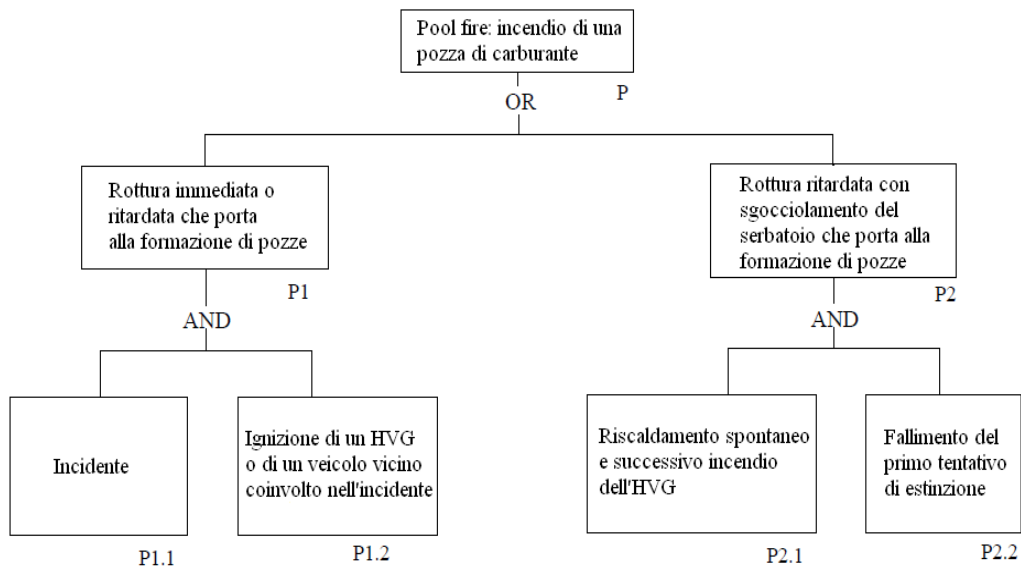 Pool fire: incendio di una
pozza di carburante
P
OR
Rottura immediata o
ritardata che porta
alla formazione di pozze
P1
Rottura ritardata con
sgocciolamento del
serbatoio che porta alla
formazione di pozze
P2
AND
AND
Incidente
P1.1
Ignizione di un HVG
o di un veicolo vicino
coinvolto nell'incidente
P1.2
Riscaldamento spontaneo
e successivo incendio
dell'HVG
P2.1
Fallimento del
primo tentativo
di estinzione
P2.2